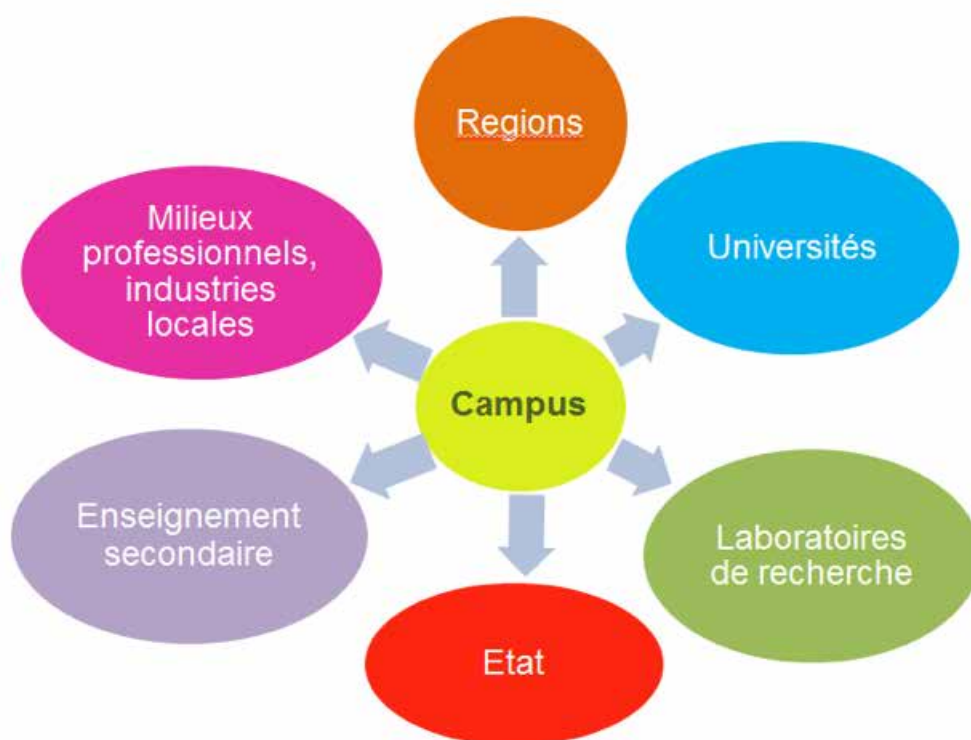 Regions
Milieux
professionnels,
industries
locales
Universités
Campus
Enseignement
secondaire
Laboratoires
de recherche
Etat